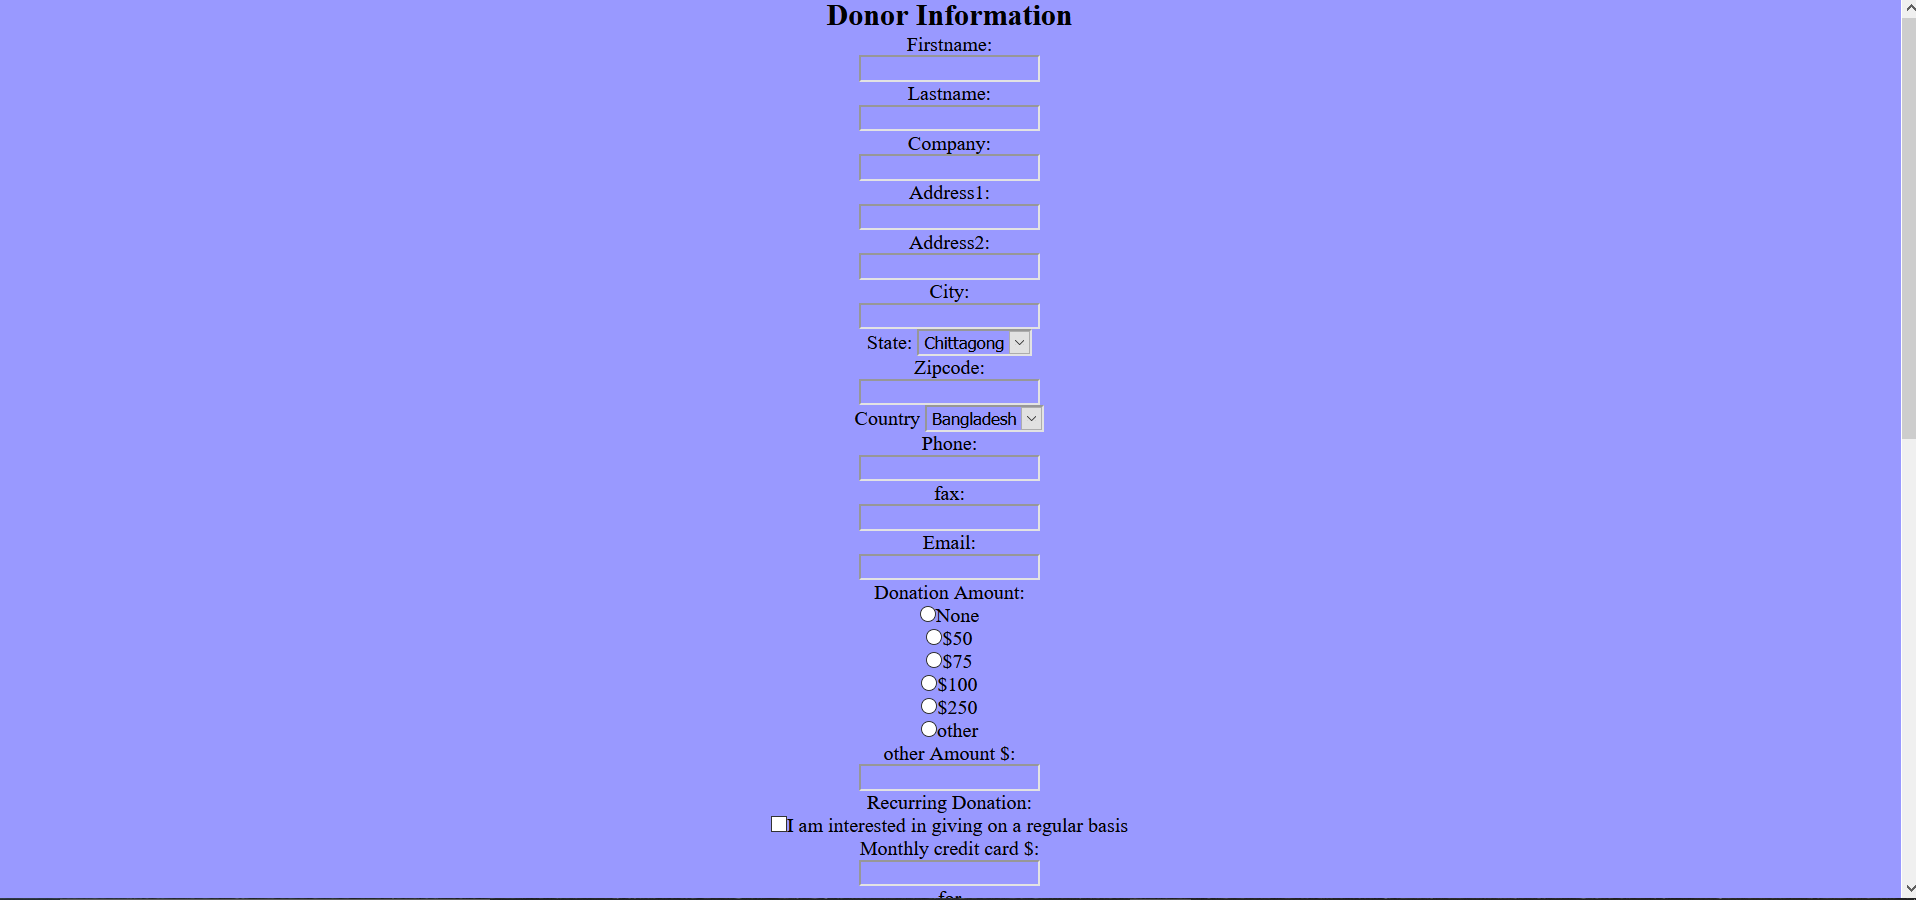 Donor Information
Firstname:
Lastname:
Company:
Address1:
Address2:
City:
State: Chittagong
Zipcode:
Country Bangladesh
Phone:
fax:
Email:
Donation Amount:
None
$50
$75
$100
$250
other
other Amount $:
Recurring Donation:
I am interested in giving on a regular basis
Monthly credit card $: